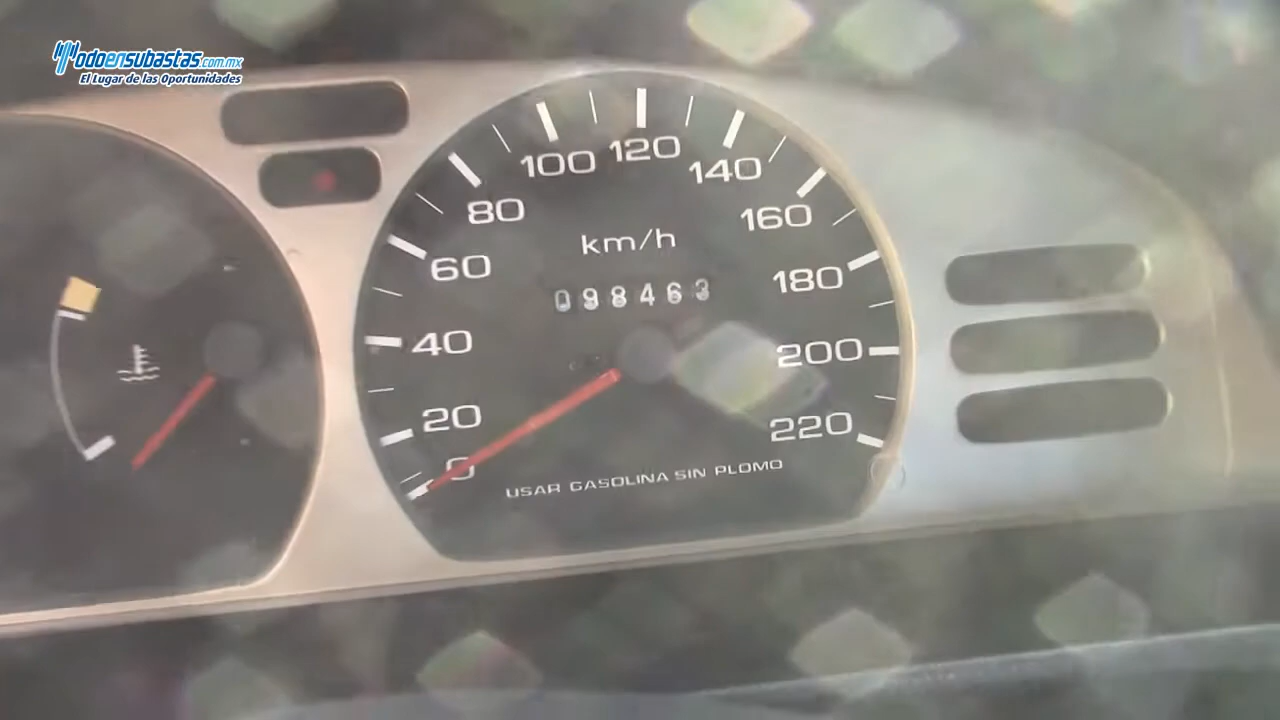 Todoensubastas.com.mx
El Lugar de las Oportunidades
100 120 140
80 160
km/h
60 180
098463
40 200
20 220
0
USAR GASOLINA SIN PLOMO